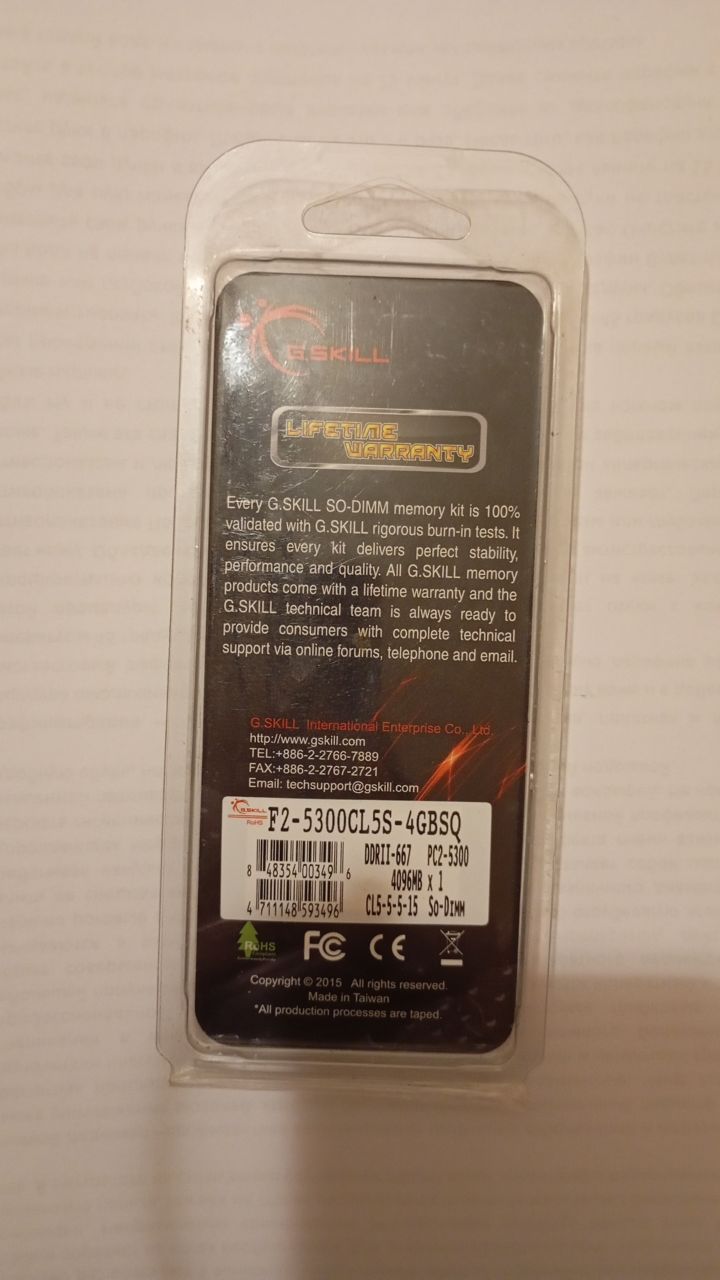 G.SKILL
LIFETIME
WARRANTY
Every G.SKILL SO-DIMM memory kit is 100%
validated with G.SKILL rigorous burn-in tests. It
ensures every kit delivers perfect stability,
performance and quality. All G.SKILL memory
products come with a lifetime warranty and the
G.SKILL technical team is always ready to
provide consumers with complete technical
support via online forums, telephone and email.
G.SKILL International Enterprise Co., Ltd.
http://www.gskill.com
TEL:+886-2-2766-7889
FAX:+886-2-2767-2721
Email: techsupport@gskill.com
G.SKILL
RoHS
F2-5300CL5S-4GBSQ
DDRII-667 PC2-5300
8 48354 00349 6
4096MB x 1
4 711148 593496
CL5-5-5-15 So-Dimm
RoHS
FC CE
Copyright © 2015 All rights reserved.
Made in Taiwan
*All production processes are taped.